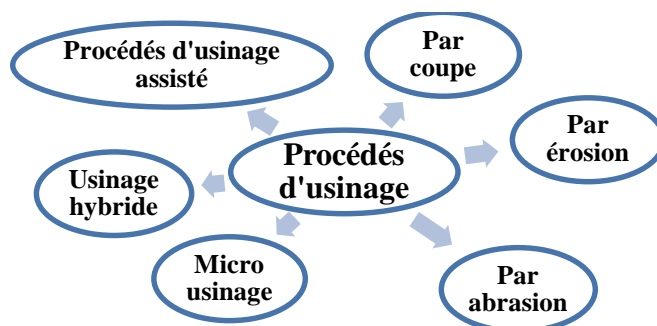 Procédés d'usinage
assisté
Par
coupe
Par
érosion
Procédés
d'usinage
Usinage
hybride
Micro
usinage
Par
abrasion